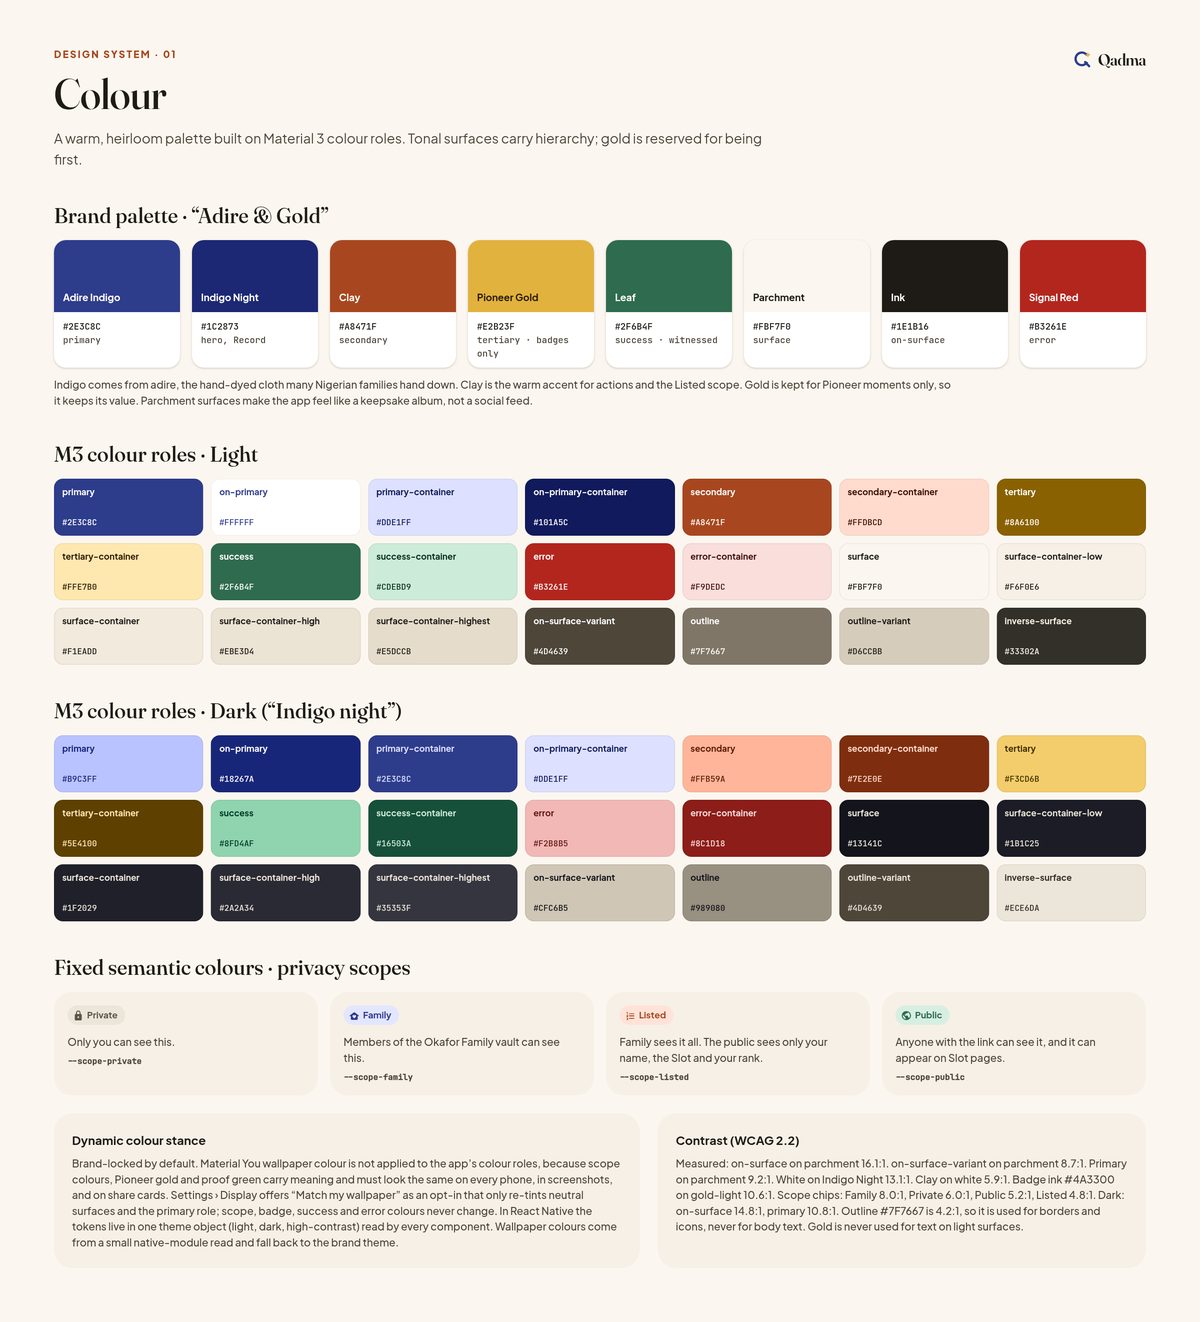 DESIGN SYSTEM · 01
Qadma
Colour
A warm, heirloom palette built on Material 3 colour roles. Tonal surfaces carry hierarchy; gold is reserved for being
first.
Brand palette · “Adire & Gold”
Adire Indigo
#2E3C8C
primary
Indigo Night
#1C2873
hero, Record
Clay
#A8471F
secondary
Pioneer Gold
#E2B23F
tertiary · badges
only
Leaf
#2F6B4F
success · witnessed
Parchment
#FBF7F0
surface
Ink
#1E1B16
on-surface
Signal Red
#B3261E
error
Indigo comes from adire, the hand-dyed cloth many Nigerian families hand down. Clay is the warm accent for actions and the Listed scope. Gold is kept for Pioneer moments only, so
it keeps its value. Parchment surfaces make the app feel like a keepsake album, not a social feed.
M3 colour roles · Light
primary
#2E3C8C
on-primary
#FFFFFF
primary-container
#DDE1FF
on-primary-container
#101A5C
secondary
#A8471F
secondary-container
#FFDBCD
tertiary
#8A6100
tertiary-container
#FFE7B0
success
#2F6B4F
success-container
#CDEBD9
error
#B3261E
error-container
#F9DEDC
surface
#FBF7F0
surface-container-low
#F6F0E6
surface-container
#F1EADD
surface-container-high
#EBE3D4
surface-container-highest
#E5DCCB
on-surface-variant
#4D4639
outline
#7F7667
outline-variant
#D6CCBB
inverse-surface
#33302A
M3 colour roles · Dark (“Indigo night”)
primary
#B9C3FF
on-primary
#18267A
primary-container
#2E3C8C
on-primary-container
#DDE1FF
secondary
#FFB59A
secondary-container
#7E2E0E
tertiary
#F3CD6B
tertiary-container
#5E4100
success
#8FD4AF
success-container
#16503A
error
#F2B8B5
error-container
#8C1D18
surface
#13141C
surface-container-low
#1B1C25
surface-container
#1F2029
surface-container-high
#2A2A34
surface-container-highest
#35353F
on-surface-variant
#CFC6B5
outline
#989080
outline-variant
#4D4639
inverse-surface
#ECE6DA
Fixed semantic colours · privacy scopes
Private
Only you can see this.
--scope-private
Family
Members of the Okafor Family vault can see
this.
--scope-family
Listed
Family sees it all. The public sees only your
name, the Slot and your rank.
--scope-listed
Public
Anyone with the link can see it, and it can
appear on Slot pages.
--scope-public
Dynamic colour stance
Brand-locked by default. Material You wallpaper colour is not applied to the app's colour roles, because scope
colours, Pioneer gold and proof green carry meaning and must look the same on every phone, in screenshots,
and on share cards. Settings › Display offers “Match my wallpaper” as an opt-in that only re-tints neutral
surfaces and the primary role; scope, badge, success and error colours never change. In React Native the
tokens live in one theme object (light, dark, high-contrast) read by every component. Wallpaper colours come
from a small native-module read and fall back to the brand theme.
Contrast (WCAG 2.2)
Measured: on-surface on parchment 16.1:1. on-surface-variant on parchment 8.7:1. Primary
on parchment 9.2:1. White on Indigo Night 13.1:1. Clay on white 5.9:1. Badge ink #4A3300
on gold-light 10.6:1. Scope chips: Family 8.0:1, Private 6.0:1, Public 5.2:1, Listed 4.8:1. Dark:
on-surface 14.8:1, primary 10.8:1. Outline #7F7667 is 4.2:1, so it is used for borders and
icons, never for body text. Gold is never used for text on light surfaces.